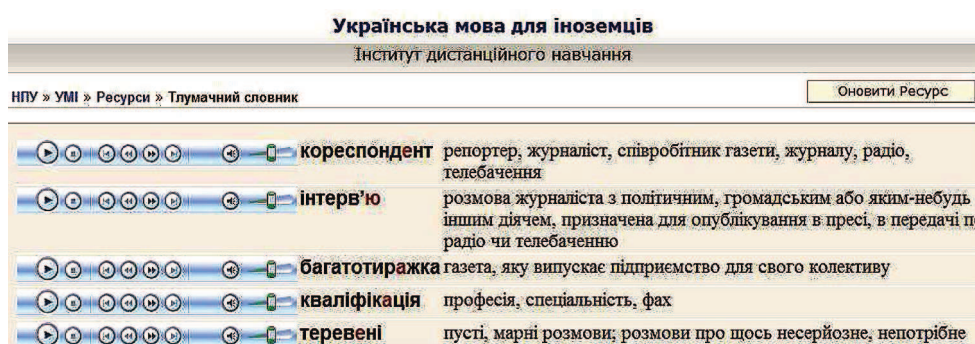 Українська мова для іноземців
Інститут дистанційного навчання
НПУ » УМІ » Ресурси » Тлумачний словник
Оновити Ресурс
кореспондент репортер, журналіст, співробітник газети, журналу, радіо,
телебачення
інтерв’ю розмова журналіста з політичним, громадським або яким-небудь
іншим діячем, призначена для опублікування в пресі, в передачі
радіо чи телебаченню
багатотиражка газета, яку випускає підприємство для свого колективу
кваліфікація професія, спеціальність, фах
теревені пусті, марні розмови; розмови про щось несерйозне, непотрібне